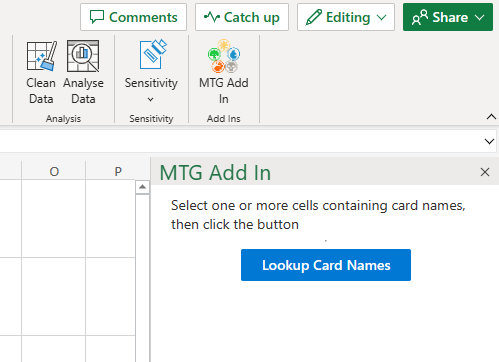 Comments Catch up Editing Share
Clean Analyse Sensitivity MTG Add
Data Data In
Analysis Sensitivity Add Ins
O P MTG Add In
Select one or more cells containing card names,
then click the button
Lookup Card Names